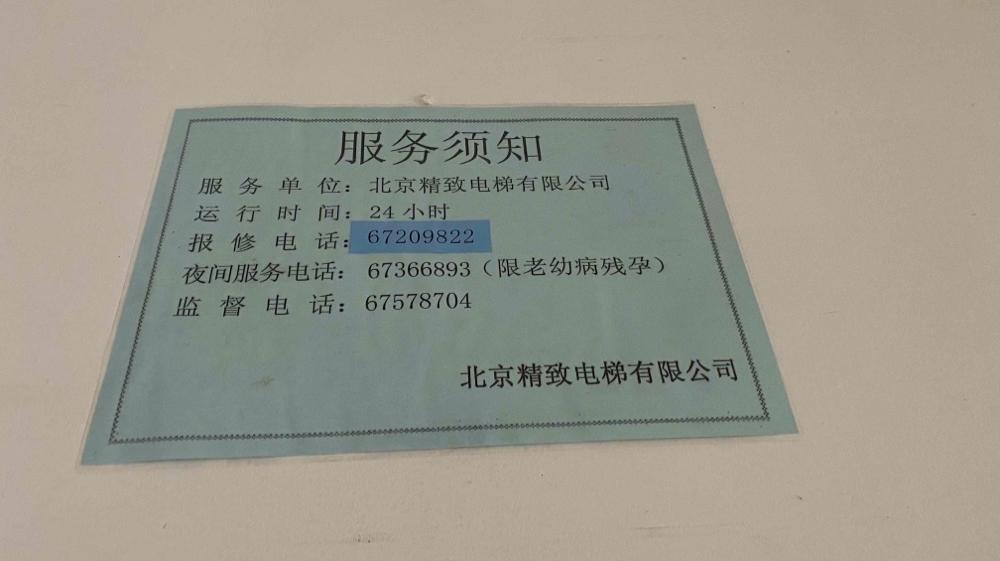 服务须知
服务单位：北京精致电梯有限公司
运行时间：24小时
报修电话：67209822
夜间服务电话：67366893（限老幼病残孕）
监督电话：67578704
北京精致电梯有限公司